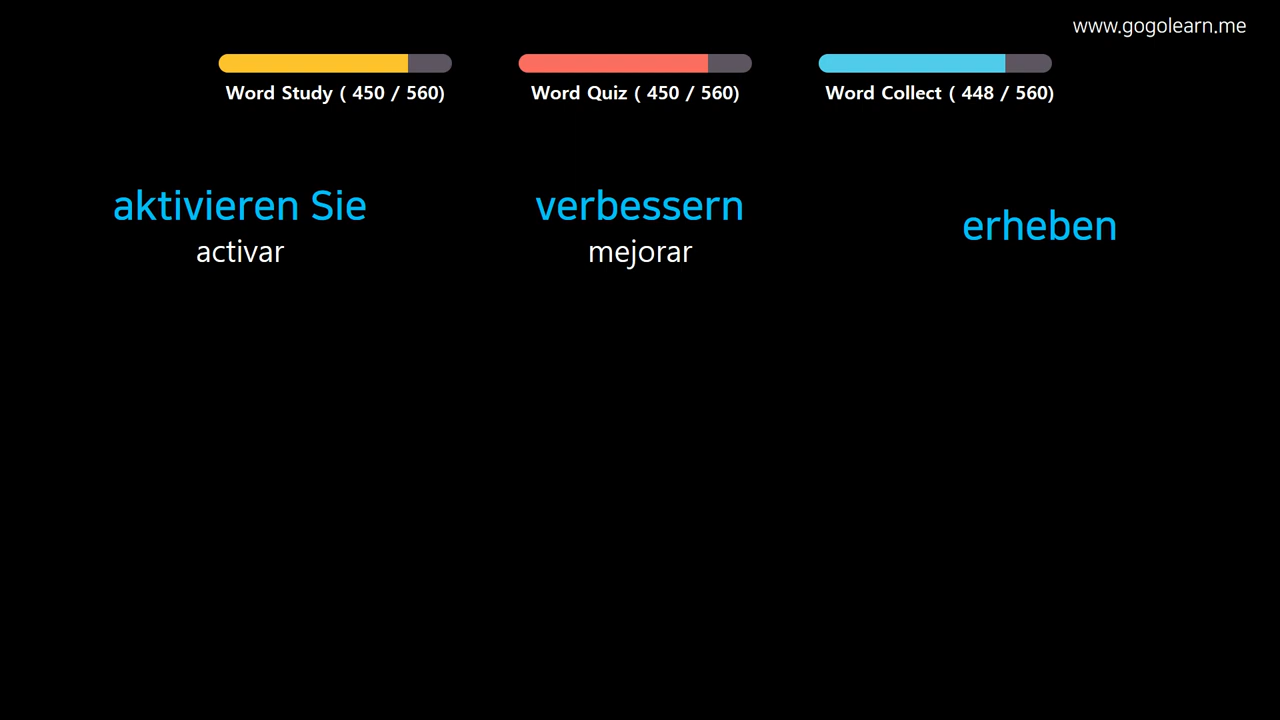 www.gogolearn.me
Word Study ( 450 / 560)
Word Quiz ( 450 / 560)
Word Collect ( 448 / 560)
aktivieren Sie
activar
verbessern
mejorar
erheben